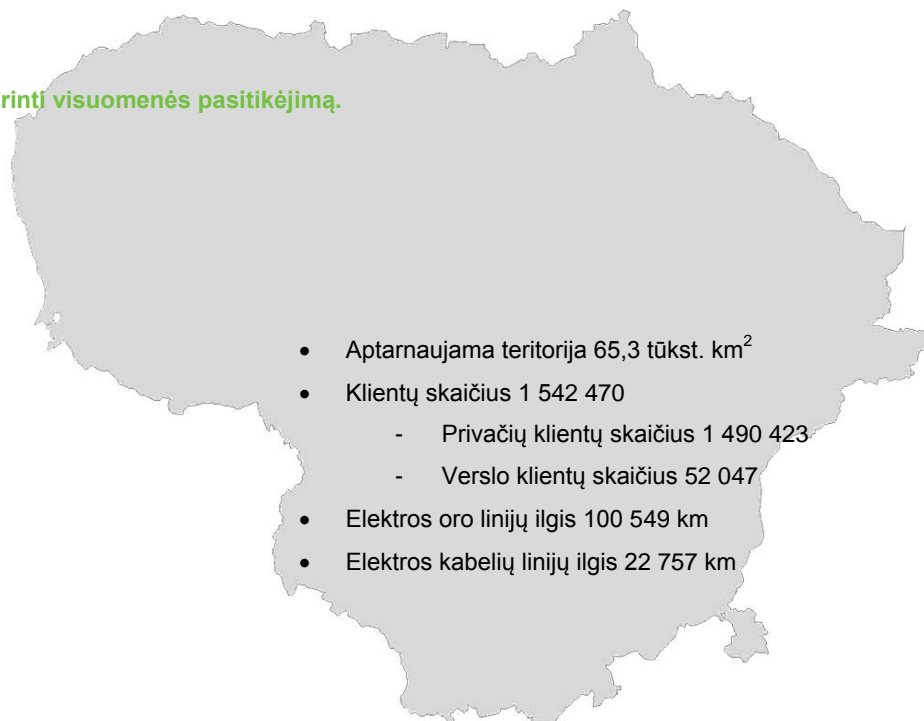 rinti visuomenės pasitikėjimą.
• Aptarnaujama teritorija 65,3 tūkst. km²
• Klientų skaičius 1 542 470
- Privačių klientų skaičius 1 490 423
- Verslo klientų skaičius 52 047
• Elektros oro linijų ilgis 100 549 km
• Elektros kabelių linijų ilgis 22 757 km